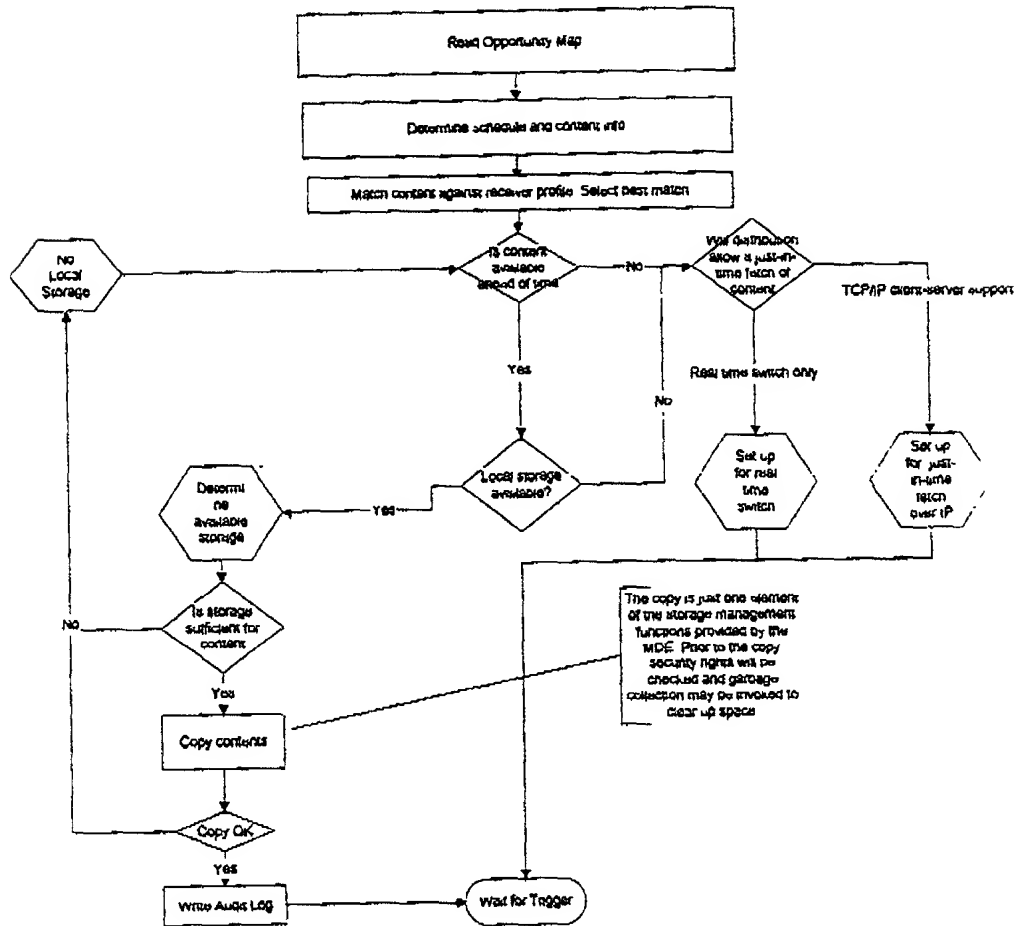 Read Opportunity Map
Determine schedule and content info
Match content against receiver profile. Select best match
No
Local
Storage
Is content
available
ahead of time
No
Will distribution
allow a just-in-
time fetch of
content
TCP/IP client-server support
Yes
Real time switch only
No
Local storage
available?
Yes
Determi
ne
available
storage
Set up
for real
time
switch
Set up
for just-
in-time
fetch
over IP
Is storage
sufficient for
content
No
Yes
The copy is just one element
of the storage management
functions provided by the
MDE. Prior to the copy
security rights will be
checked and garbage
collection may be invoked to
clear up space
Copy contents
Copy OK
Yes
Write Audit Log
Wait for Trigger